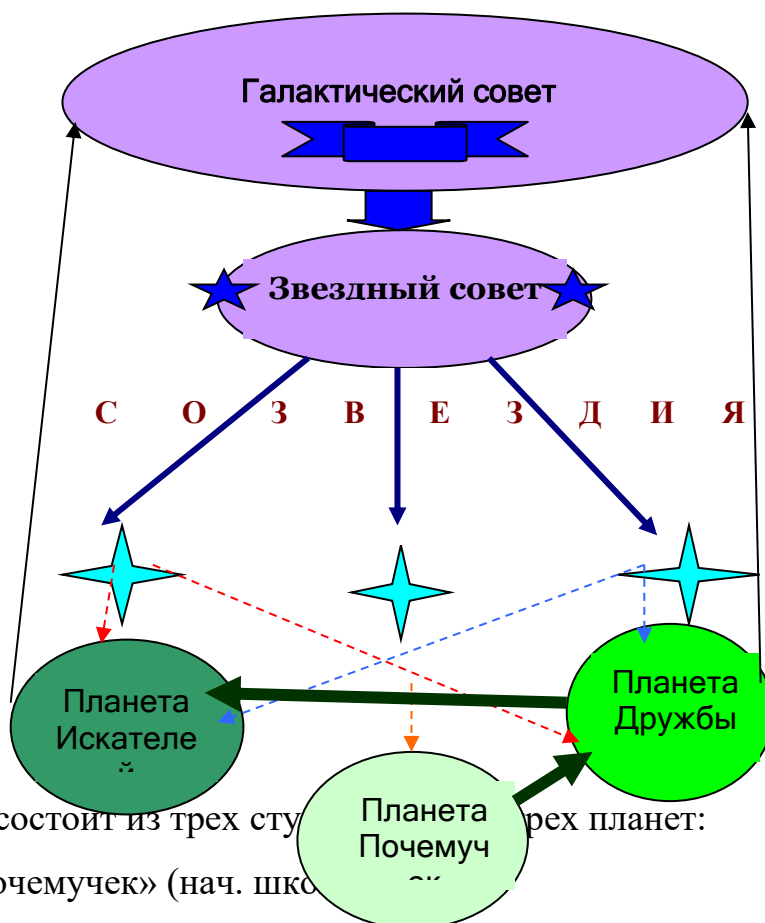 Галактический совет
Звездный совет
С О З В Е З Д И Я
Планета
Искателе
й
Планета
Дружбы
Планета
Почемуч
ек
состоит из трех сту рех планет:
очемучек» (нач. шко